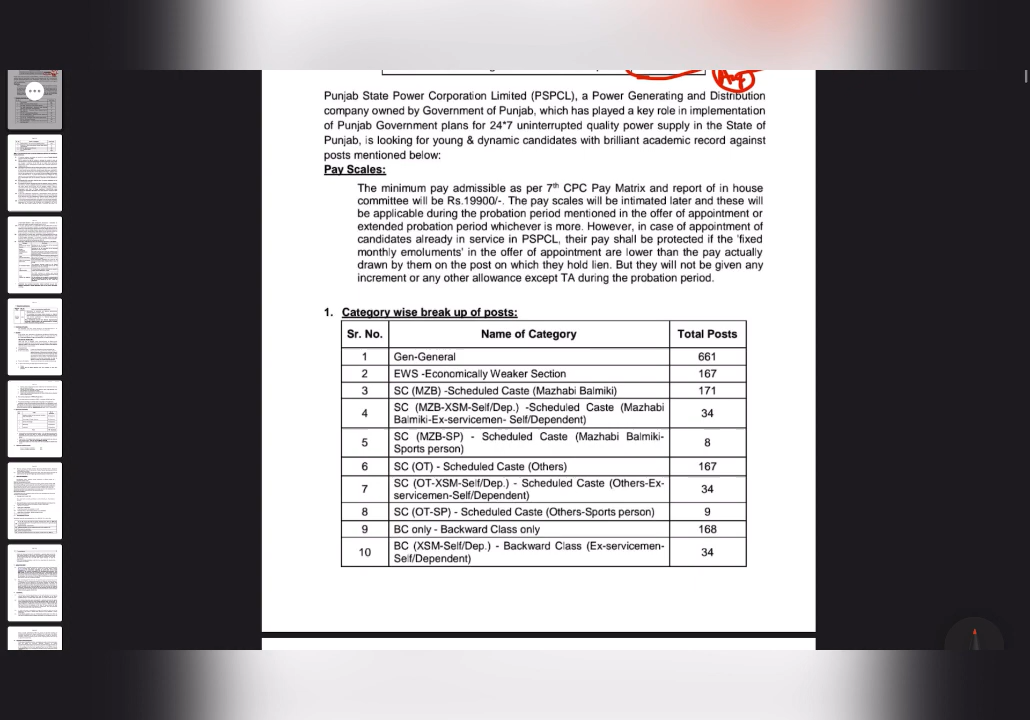 Punjab State Power Corporation Limited (PSPCL), a Power Generating and Distribution
company owned by Government of Punjab, which has played a key role in implementation
of Punjab Government plans for 24*7 uninterrupted quality power supply in the State of
Punjab, is looking for young & dynamic candidates with brilliant academic record against
posts mentioned below:
Pay Scales:
The minimum pay admissible as per 7th CPC Pay Matrix and report of in house
committee will be Rs.19900/-. The pay scales will be intimated later and these will
be applicable during the probation period mentioned in the offer of appointment or
extended probation period whichever is more. However, in case of appointment of
candidates already in service in PSPCL, their pay shall be protected if the 'fixed
monthly emoluments' in the offer of appointment are lower than the pay actually
drawn by them on the post on which they hold lien. But they will not be given any
increment or any other allowance except TA during the probation period.
1. Category wise break up of posts:
Sr. No. Name of Category Total Posts
1 Gen-General 661
2 EWS -Economically Weaker Section 167
3 SC (MZB) -Scheduled Caste (Mazhabi Balmiki) 171
4 SC (MZB-XSM-Self/Dep.) -Scheduled Caste (Mazhabi
Balmiki-Ex-servicemen- Self/Dependent) 34
5 SC (MZB-SP) - Scheduled Caste (Mazhabi Balmiki-
Sports person) 8
6 SC (OT) - Scheduled Caste (Others) 167
7 SC (OT-XSM-Self/Dep.) - Scheduled Caste (Others-Ex-
servicemen-Self/Dependent) 34
8 SC (OT-SP) - Scheduled Caste (Others-Sports person) 9
9 BC only - Backward Class only 168
10 BC (XSM-Self/Dep.) - Backward Class (Ex-servicemen-
Self/Dependent) 34